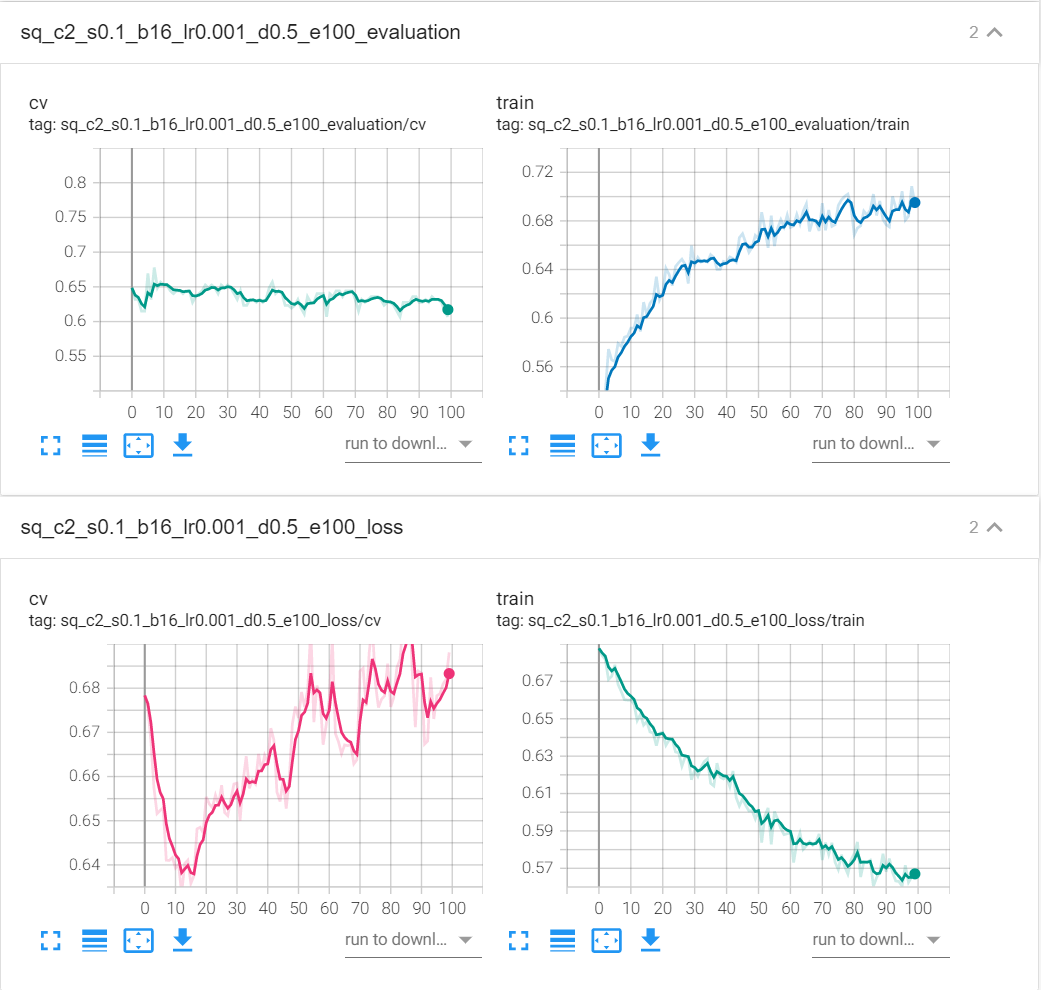 sq_c2_s0.1_b16_lr0.001_d0.5_e100_evaluation 2
cv
tag: sq_c2_s0.1_b16_lr0.001_d0.5_e100_evaluation/cv
0.8
0.75
0.7
0.65
0.6
0.55
0 10 20 30 40 50 60 70 80 90 100
run to downl...
train
tag: sq_c2_s0.1_b16_lr0.001_d0.5_e100_evaluation/train
0.72
0.68
0.64
0.6
0.56
0 10 20 30 40 50 60 70 80 90 100
run to downl...
sq_c2_s0.1_b16_lr0.001_d0.5_e100_loss 2
cv
tag: sq_c2_s0.1_b16_lr0.001_d0.5_e100_loss/cv
0.68
0.67
0.66
0.65
0.64
0 10 20 30 40 50 60 70 80 90 100
run to downl...
train
tag: sq_c2_s0.1_b16_lr0.001_d0.5_e100_loss/train
0.67
0.65
0.63
0.61
0.59
0.57
0 10 20 30 40 50 60 70 80 90 100
run to downl...